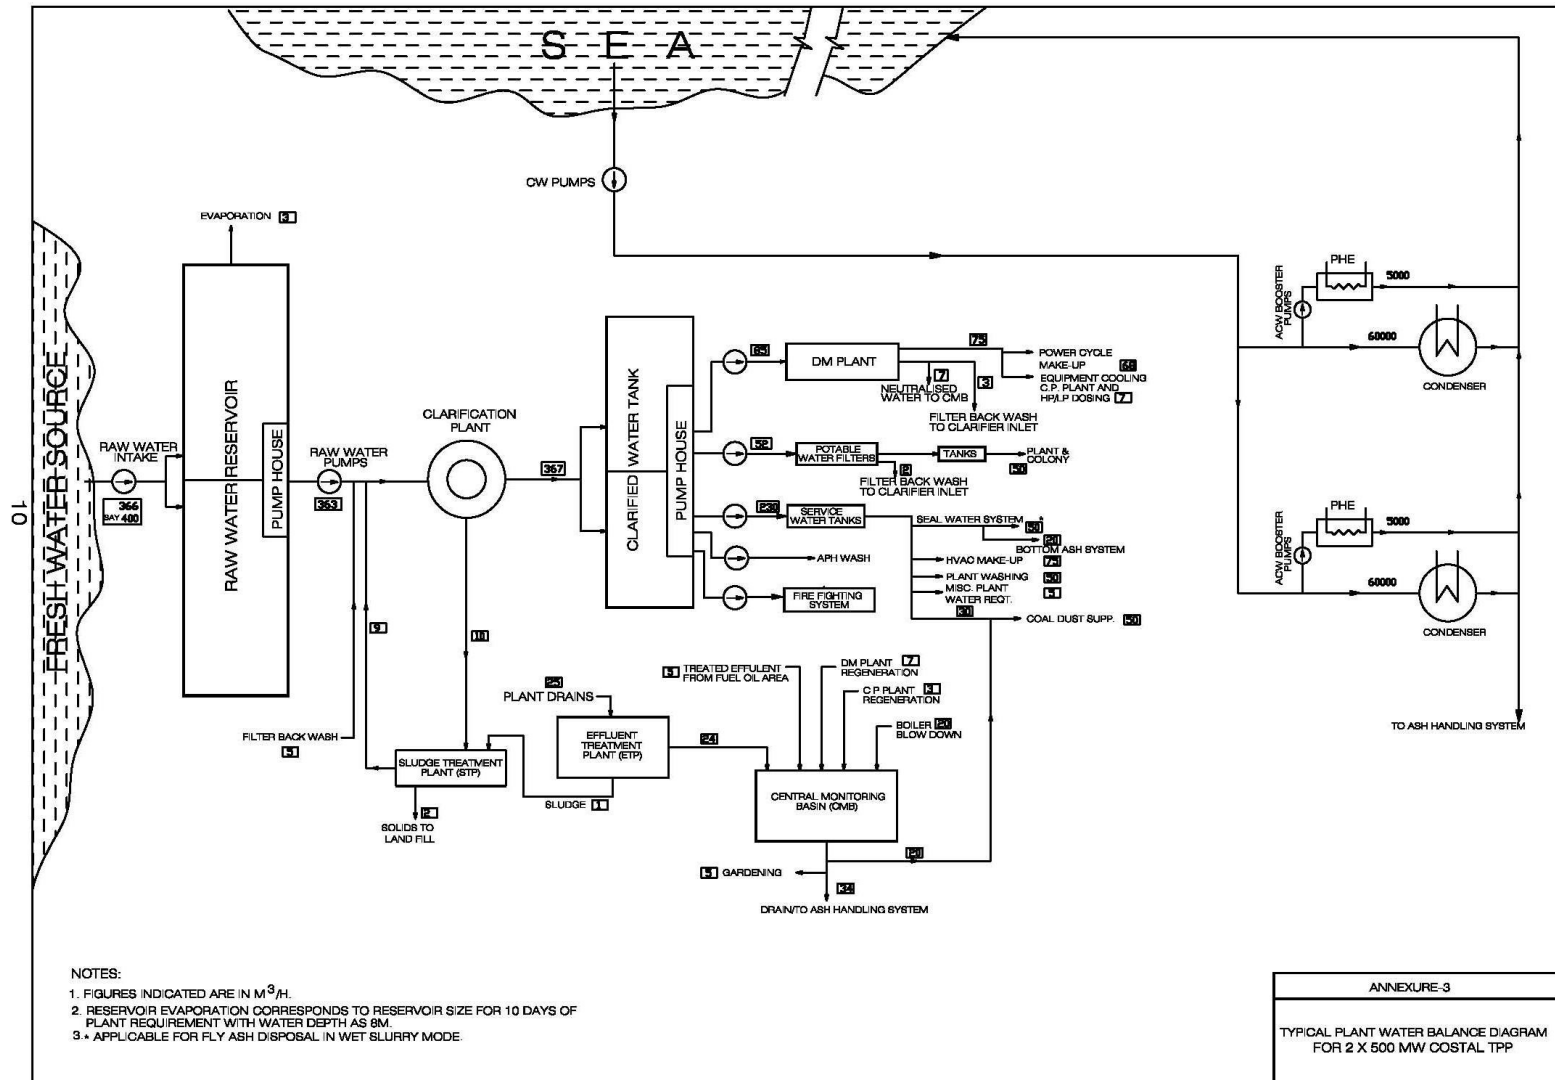 SEA
CW PUMPS
EVAPORATION 3
FRESH WATER SOURCE
RAW WATER
INTAKE
366
SAY 400
RAW WATER RESERVOIR
PUMP HOUSE
RAW WATER
PUMPS
363
CLARIFICATION
PLANT
367
CLARIFIED WATER TANK
PUMP HOUSE
85
DM PLANT
75
POWER CYCLE
MAKE-UP 68
EQUIPMENT COOLING
C.P. PLANT AND
HP/LP DOSING 7
7
NEUTRALISED
WATER TO CMB
3
FILTER BACK WASH
TO CLARIFIER INLET
52
POTABLE
WATER FILTERS
TANKS
PLANT &
COLONY
50
2
FILTER BACK WASH
TO CLARIFIER INLET
230
SERVICE
WATER TANKS
SEAL WATER SYSTEM 50 *
20
BOTTOM ASH SYSTEM
HVAC MAKE-UP 75
PLANT WASHING 50
MISC. PLANT
WATER REQT. 5
30
COAL DUST SUPP. 50
APH WASH
FIRE FIGHTING
SYSTEM
9
10
FILTER BACK WASH
5
SLUDGE TREATMENT
PLANT (STP)
2
SOLIDS TO
LAND FILL
25
PLANT DRAINS
EFFLUENT
TREATMENT
PLANT (ETP)
SLUDGE 1
24
5 TREATED EFFULENT
FROM FUEL OIL AREA
DM PLANT 7
REGENERATION
C P PLANT 3
REGENERATION
BOILER 20
BLOW DOWN
CENTRAL MONITORING
BASIN (CMB)
20
5 GARDENING
34
DRAIN/TO ASH HANDLING SYSTEM
PHE
5000
ACW BOOSTER
PUMPS
60000
CONDENSER
PHE
5000
ACW BOOSTER
PUMPS
60000
CONDENSER
TO ASH HANDLING SYSTEM
10
NOTES:
1. FIGURES INDICATED ARE IN M3/H.
2. RESERVOIR EVAPORATION CORRESPONDS TO RESERVOIR SIZE FOR 10 DAYS OF
PLANT REQUIREMENT WITH WATER DEPTH AS 8M.
3.* APPLICABLE FOR FLY ASH DISPOSAL IN WET SLURRY MODE.
ANNEXURE-3
TYPICAL PLANT WATER BALANCE DIAGRAM
FOR 2 X 500 MW COSTAL TPP